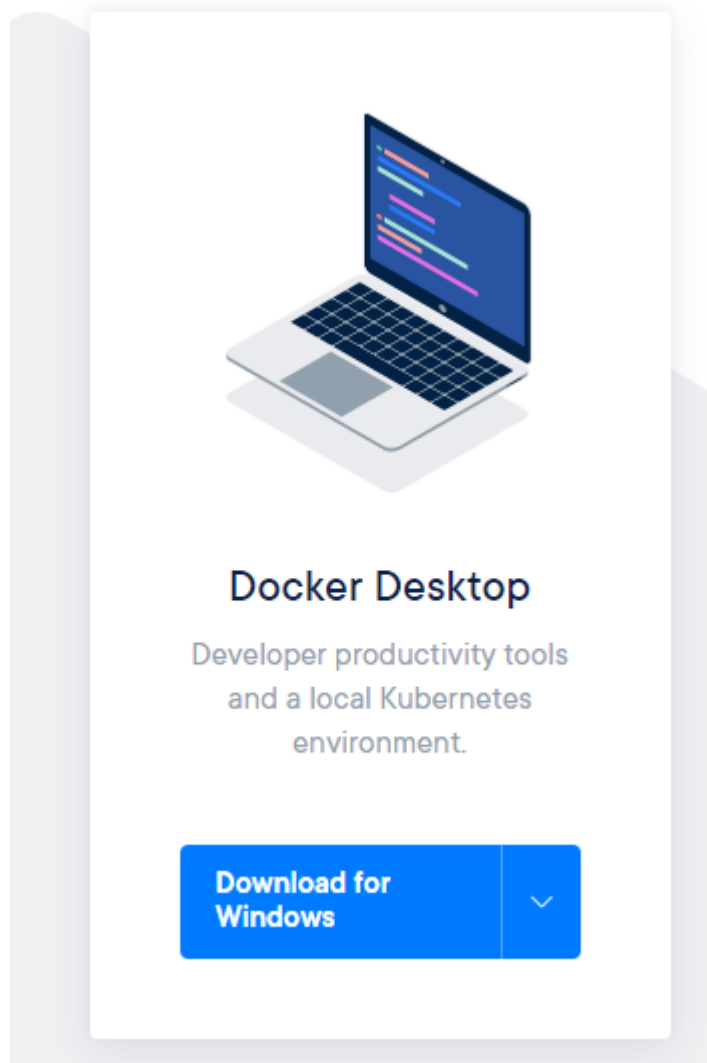 Docker Desktop
Developer productivity tools
and a local Kubernetes
environment.
Download for
Windows